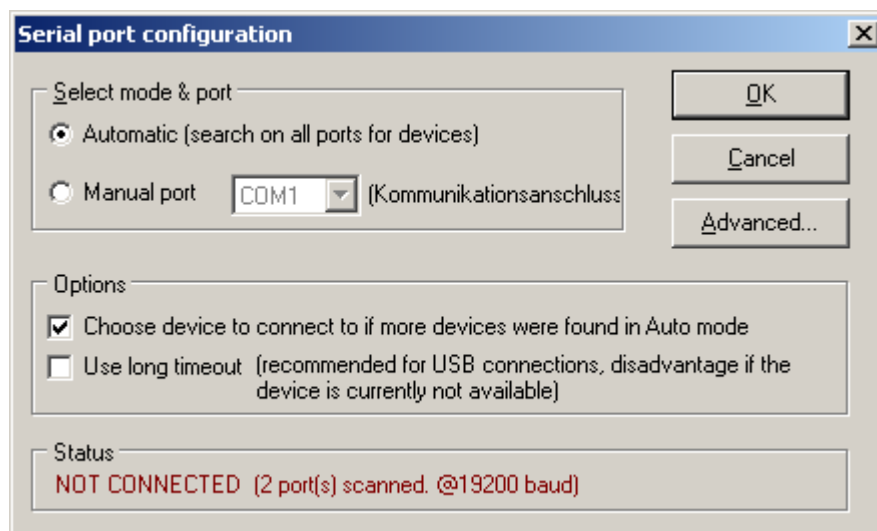 Serial port configuration
Select mode & port
Automatic (search on all ports for devices)
Manual port COM1 (Kommunikationsanschluss
OK
Cancel
Advanced...
Options
Choose device to connect to if more devices were found in Auto mode
Use long timeout (recommended for USB connections, disadvantage if the
device is currently not available)
Status
NOT CONNECTED (2 port(s) scanned. @19200 baud)